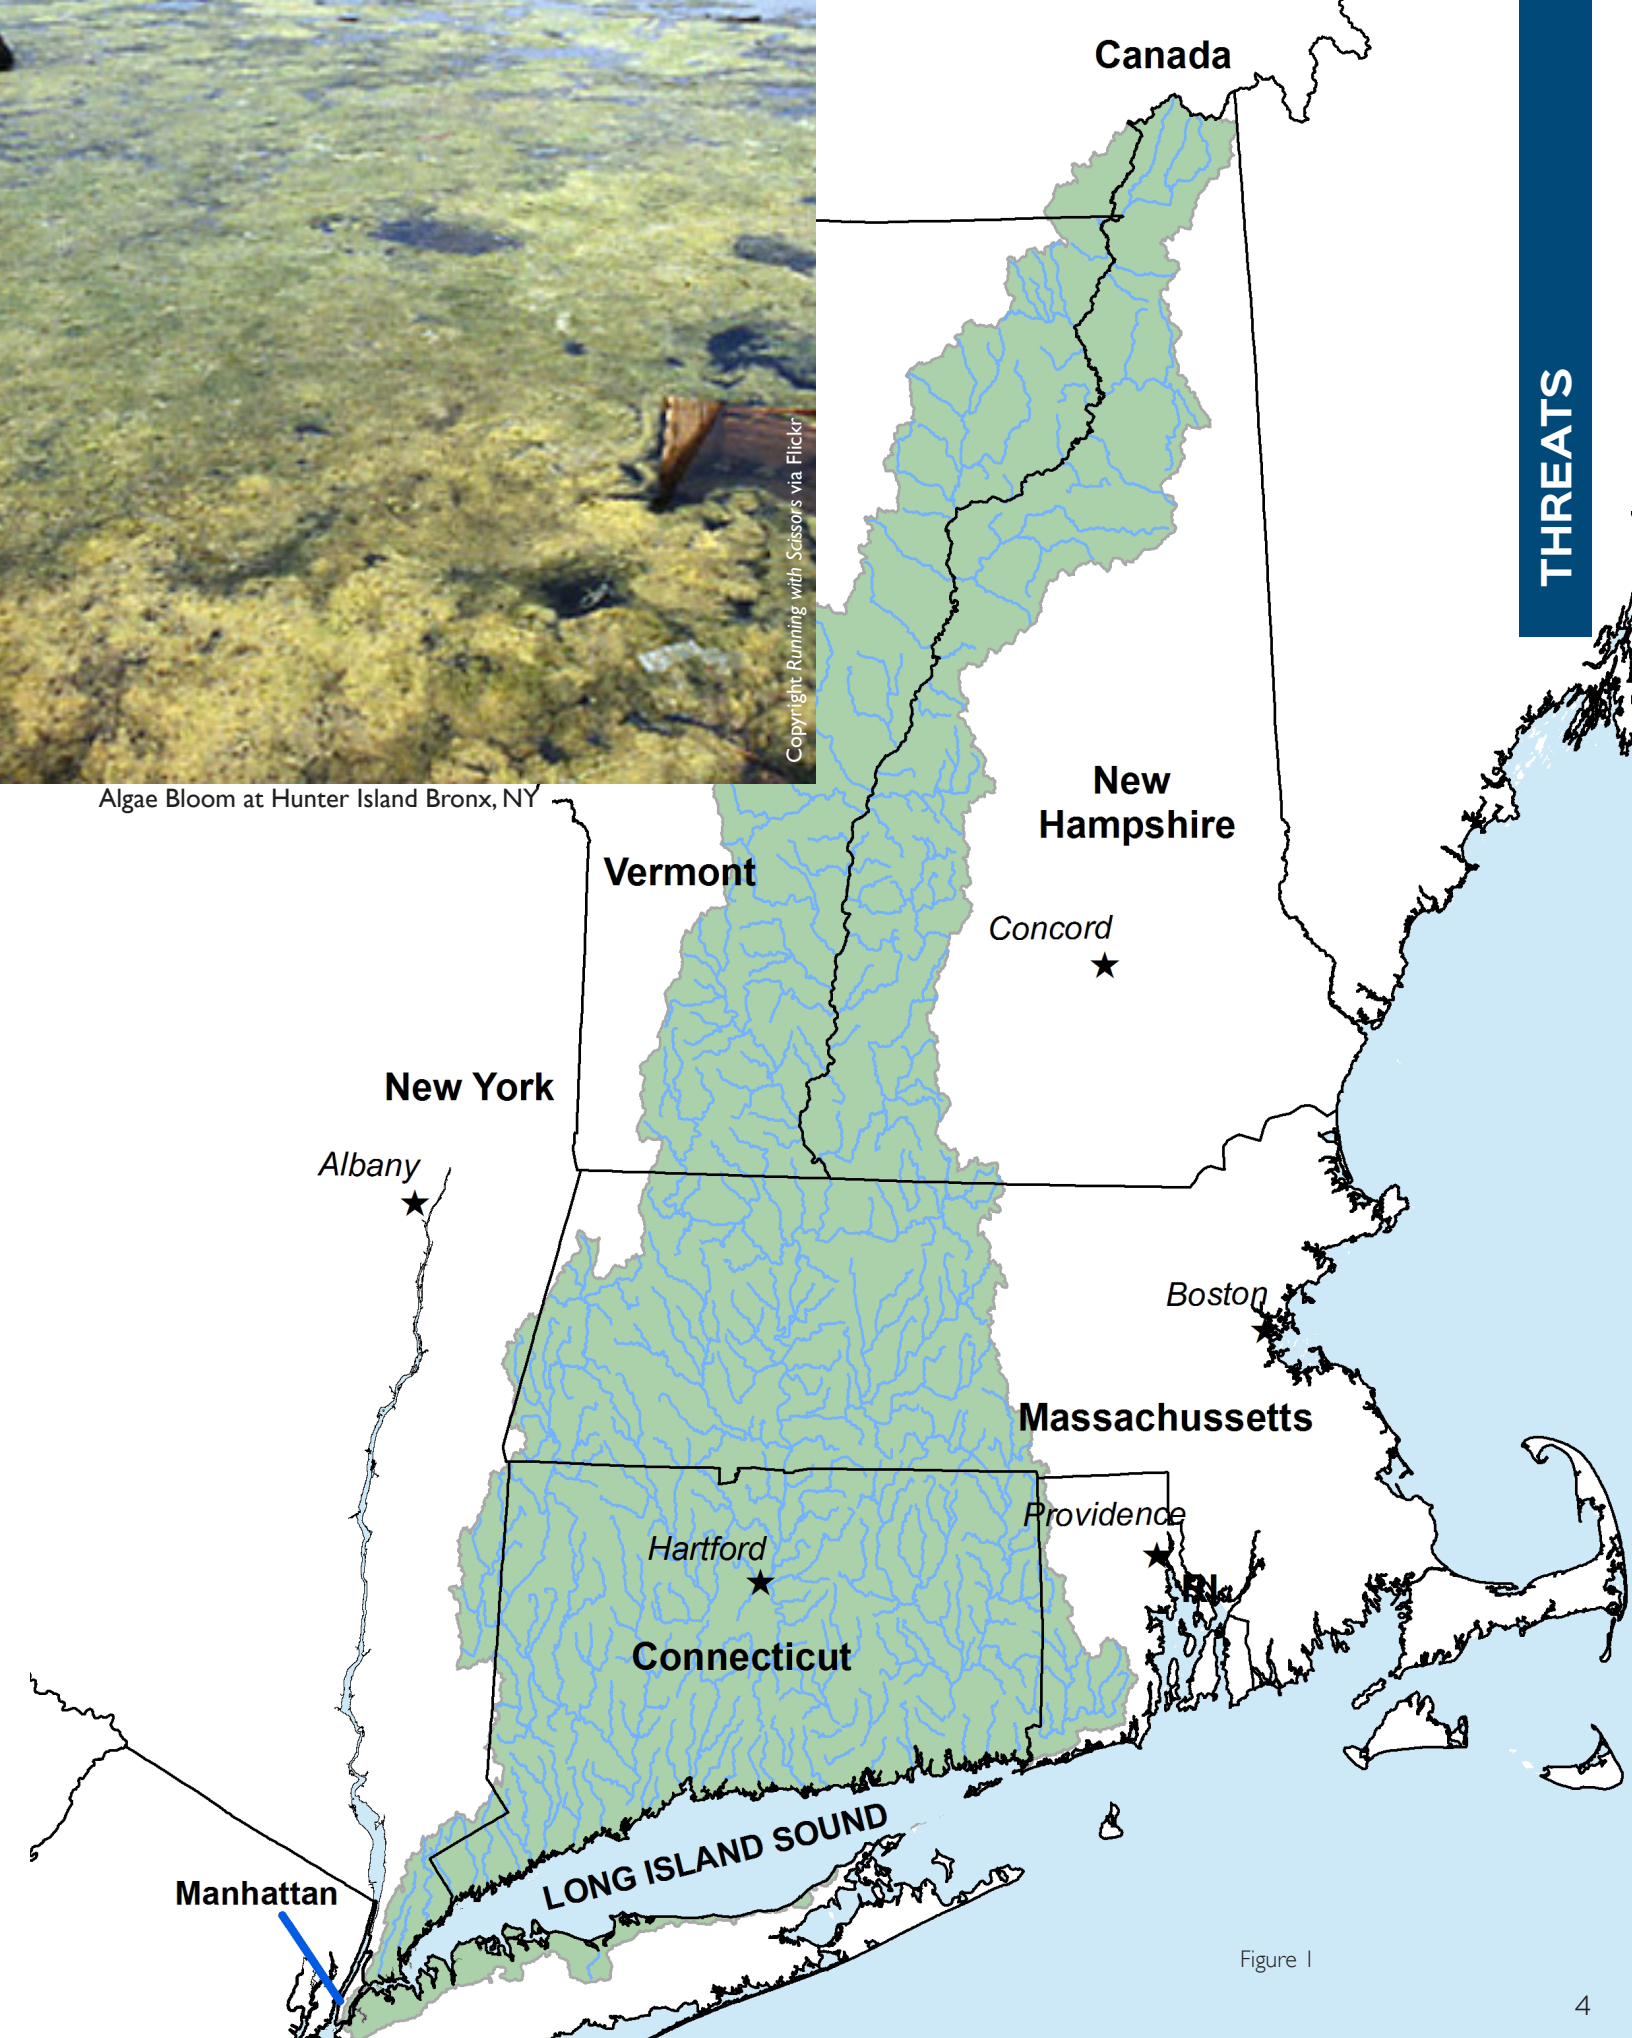 Canada
THREATS
Copyright Running with Scissors via Flickr
Algae Bloom at Hunter Island Bronx, NY
New
Hampshire
Vermont
Concord
New York
Albany
Boston
Massachussetts
Providence
Hartford
RI
Connecticut
LONG ISLAND SOUND
Manhattan
Figure 1
4